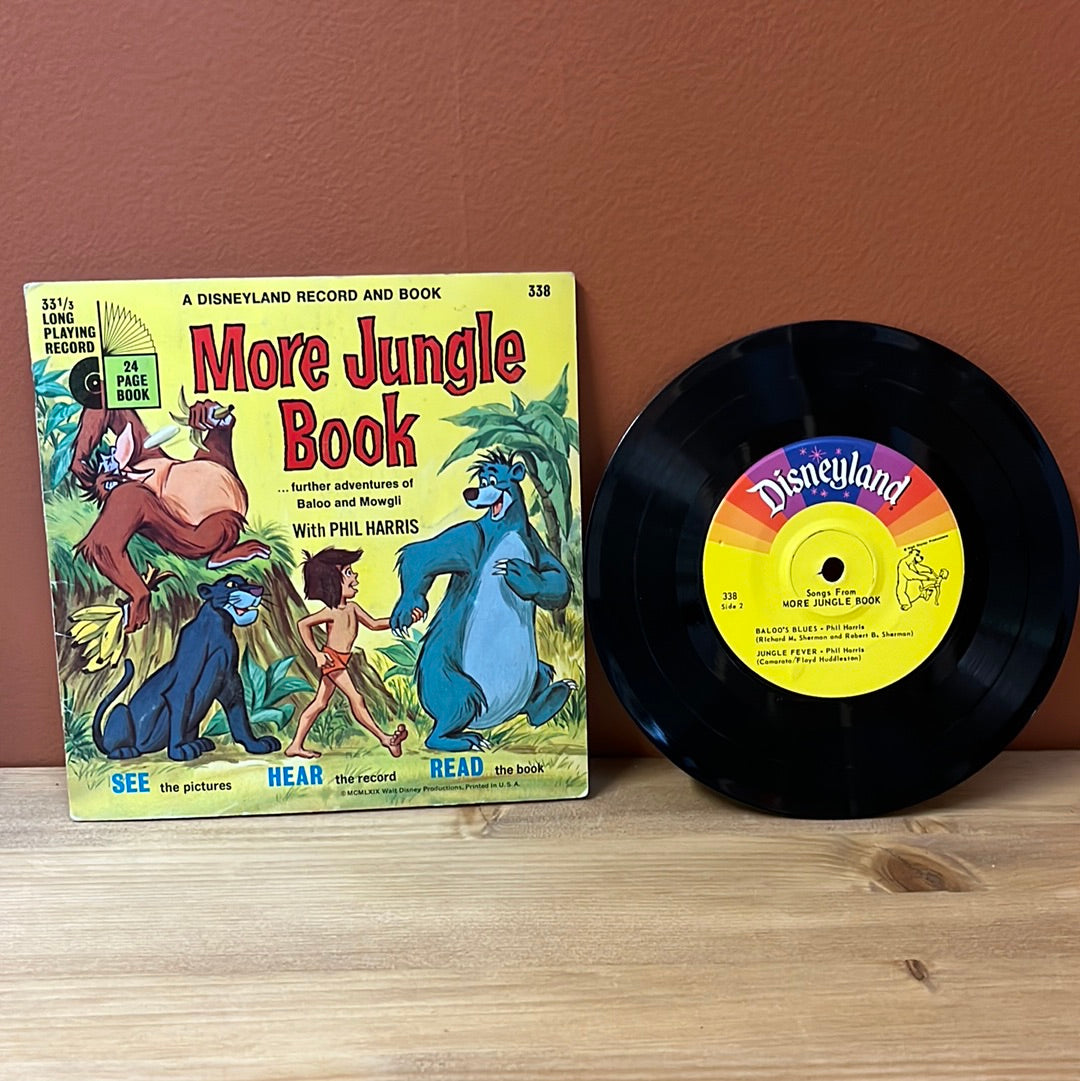 A DISNEYLAND RECORD AND BOOK
338
33 1/3
LONG
PLAYING
RECORD
24
PAGE
BOOK
More Jungle
Book
...further adventures of
Baloo and Mowgli
With PHIL HARRIS
SEE the pictures HEAR the record READ the book
© MCMLXIX Walt Disney Productions, Printed in U.S.A.
Disneyland
338
Side 2
Songs From
MORE JUNGLE BOOK
BALOO'S BLUES - Phil Harris
(Richard M. Sherman and Robert B. Sherman)
JUNGLE FEVER - Phil Harris
(Camarata/Floyd Huddleston)